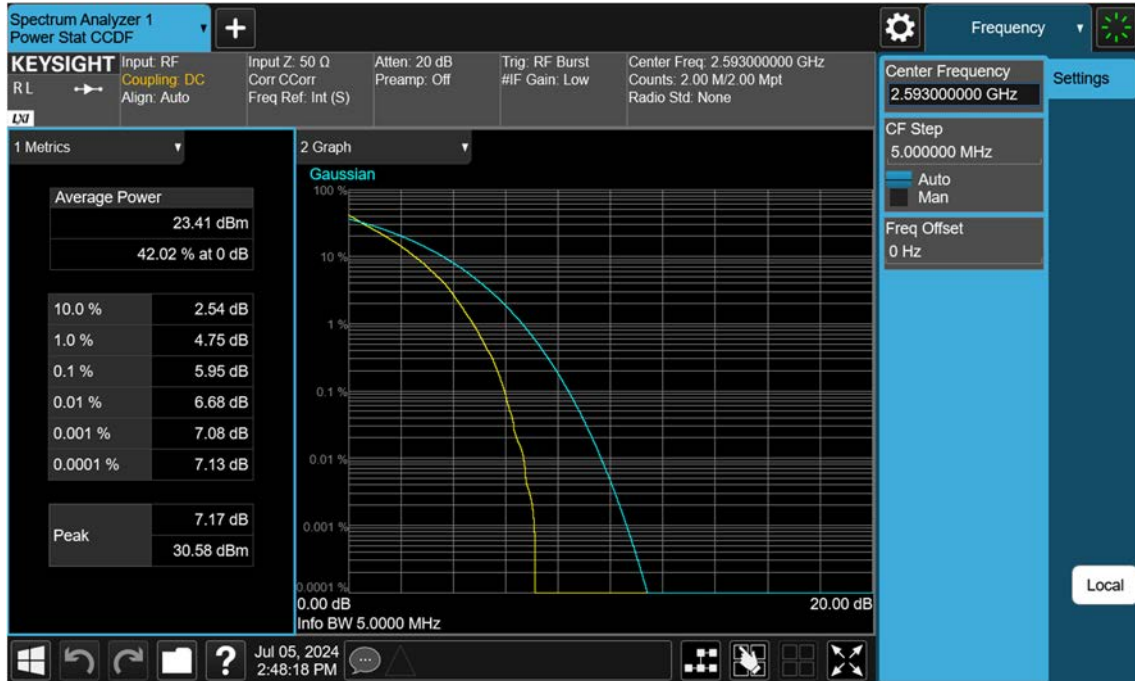 Spectrum Analyzer 1
Power Stat CCDF
Frequency
KEYSIGHT
R L
LXI
Input: RF
Coupling: DC
Align: Auto
Input Z: 50 Ω
Corr CCorr
Freq Ref: Int (S)
Atten: 20 dB
Preamp: Off
Trig: RF Burst
#IF Gain: Low
Center Freq: 2.593000000 GHz
Counts: 2.00 M/2.00 Mpt
Radio Std: None
Center Frequency
2.593000000 GHz
Settings
CF Step
5.000000 MHz
Auto
Man
Freq Offset
0 Hz
Local
1 Metrics
Average Power
23.41 dBm
42.02 % at 0 dB
10.0 % 2.54 dB
1.0 % 4.75 dB
0.1 % 5.95 dB
0.01 % 6.68 dB
0.001 % 7.08 dB
0.0001 % 7.13 dB
Peak
7.17 dB
30.58 dBm
2 Graph
Gaussian
100 %
10 %
1 %
0.1 %
0.01 %
0.001 %
0.0001 %
0.00 dB 20.00 dB
Info BW 5.0000 MHz
Jul 05, 2024
2:48:18 PM